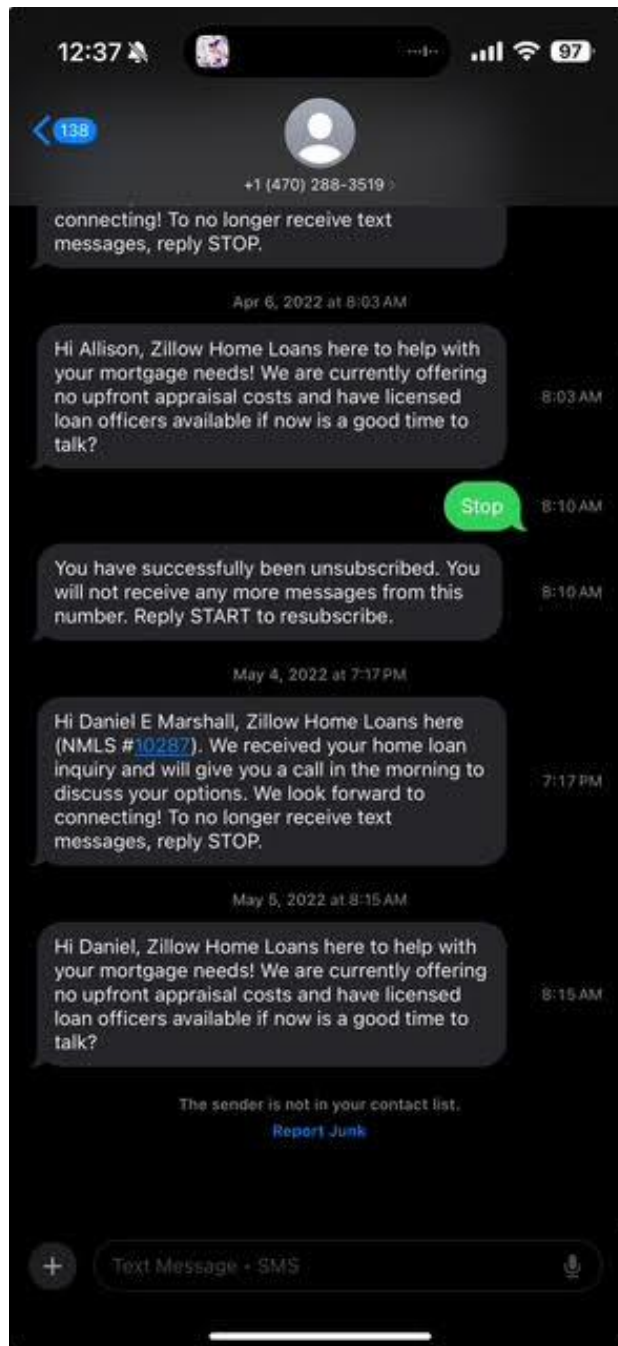 12:37
97
138
+1 (470) 288-3519 >
connecting! To no longer receive text
messages, reply STOP.
Apr 6, 2022 at 8:03 AM
Hi Allison, Zillow Home Loans here to help with
your mortgage needs! We are currently offering
no upfront appraisal costs and have licensed
loan officers available if now is a good time to
talk?
8:03 AM
Stop
8:10 AM
You have successfully been unsubscribed. You
will not receive any more messages from this
number. Reply START to resubscribe.
8:10 AM
May 4, 2022 at 7:17 PM
Hi Daniel E Marshall, Zillow Home Loans here
(NMLS #10287). We received your home loan
inquiry and will give you a call in the morning to
discuss your options. We look forward to
connecting! To no longer receive text
messages, reply STOP.
7:17 PM
May 5, 2022 at 8:15 AM
Hi Daniel, Zillow Home Loans here to help with
your mortgage needs! We are currently offering
no upfront appraisal costs and have licensed
loan officers available if now is a good time to
talk?
8:15 AM
The sender is not in your contact list.
Report Junk
Text Message • SMS